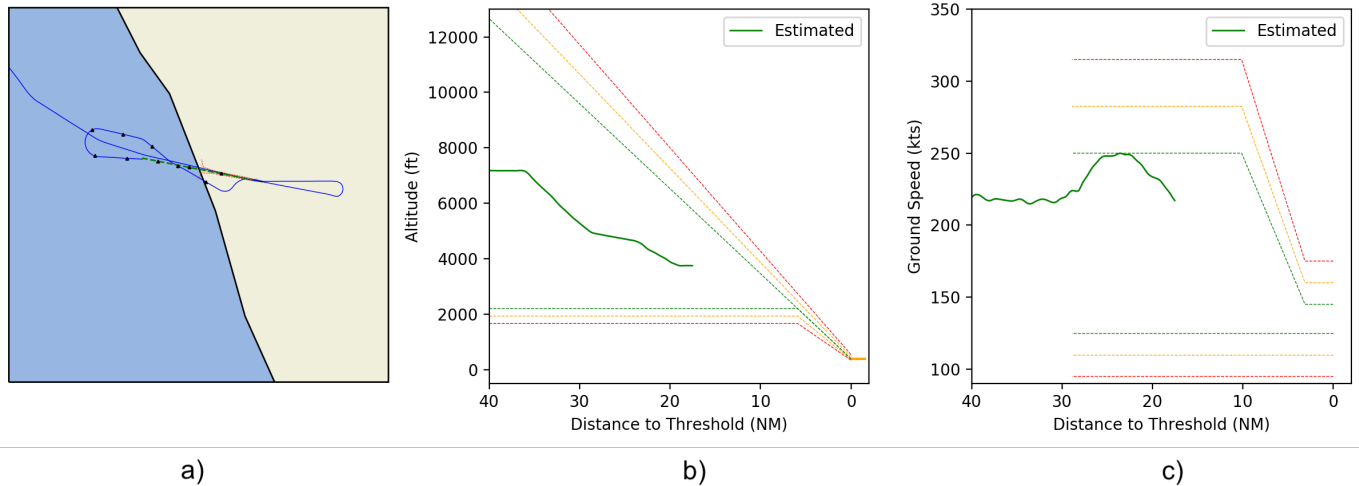 Estimated
12000
10000
8000
6000
4000
2000
0
Altitude (ft)
40
30
20
10
0
Distance to Threshold (NM)
Estimated
350
300
250
200
150
100
Ground Speed (kts)
40
30
20
10
0
Distance to Threshold (NM)
a)
b)
c)